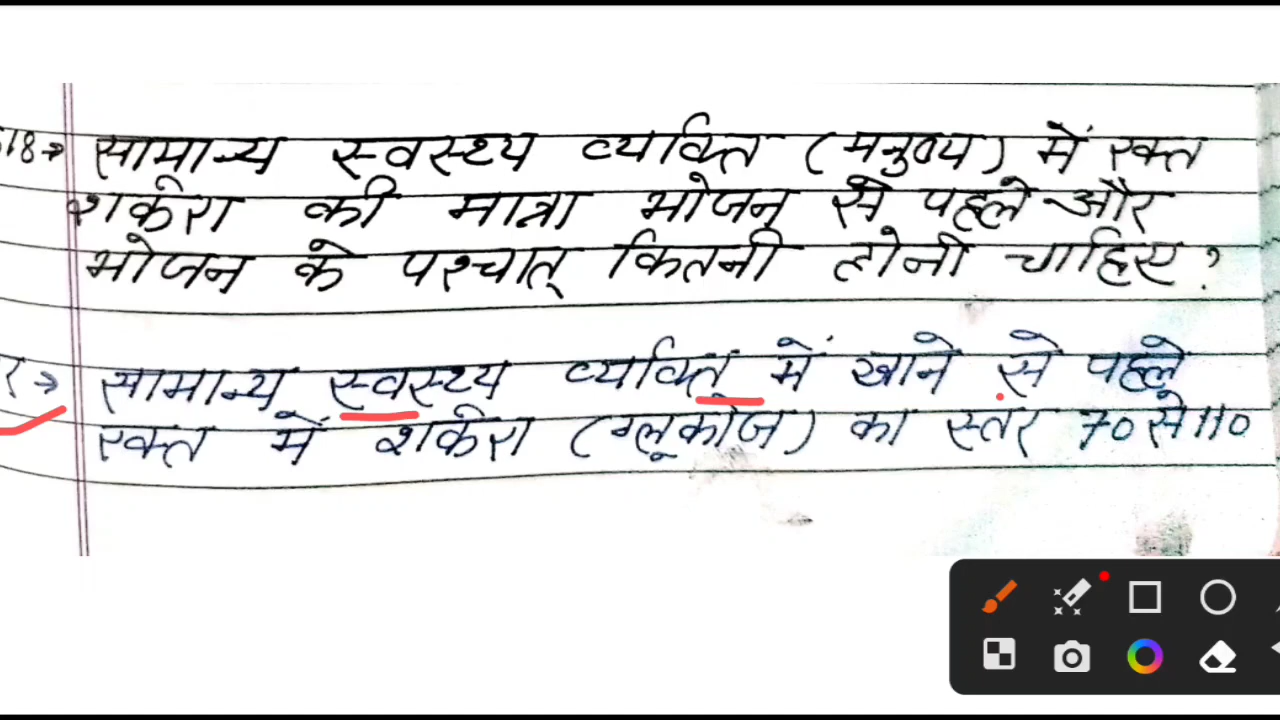 18→ सामान्य स्वस्थ्य व्यक्ति (मनुष्य) में रक्त
शर्करा की मात्रा भोजन से पहले और
भोजन के पश्चात् कितनी होनी चाहिए?
र→ सामान्य स्वस्थ्य व्यक्ति में खाने से पहले
रक्त में शर्करा (ग्लूकोज) का स्तर 70 से 110